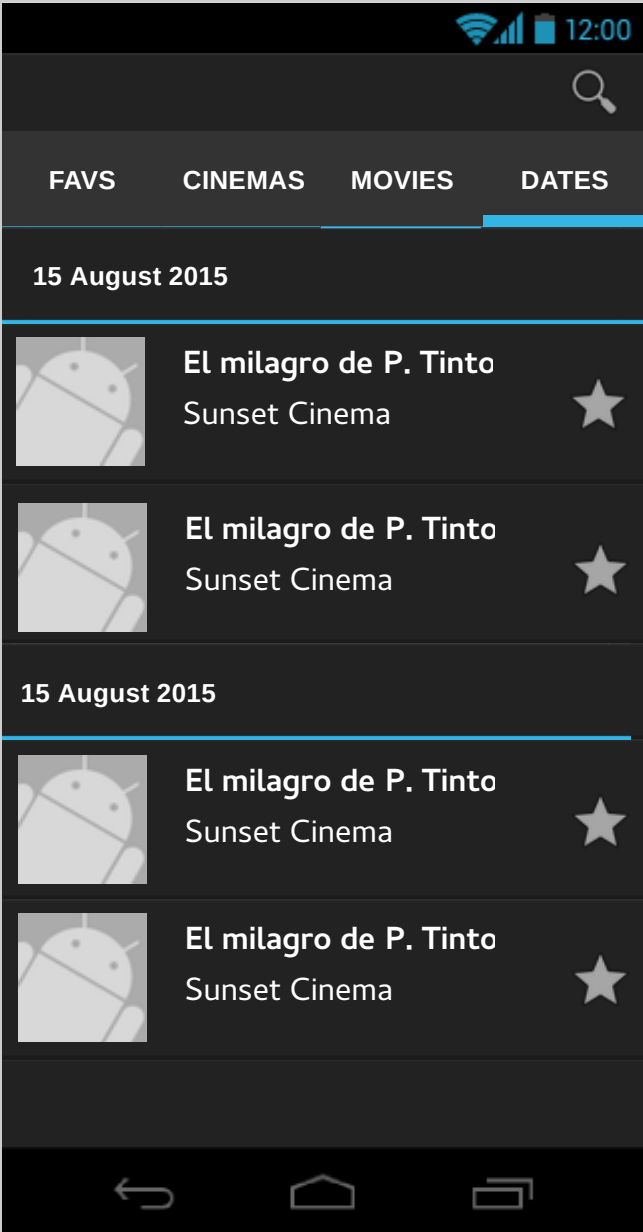 12:00
FAVS CINEMAS MOVIES DATES
15 August 2015
El milagro de P. Tinto
Sunset Cinema
El milagro de P. Tinto
Sunset Cinema
15 August 2015
El milagro de P. Tinto
Sunset Cinema
El milagro de P. Tinto
Sunset Cinema